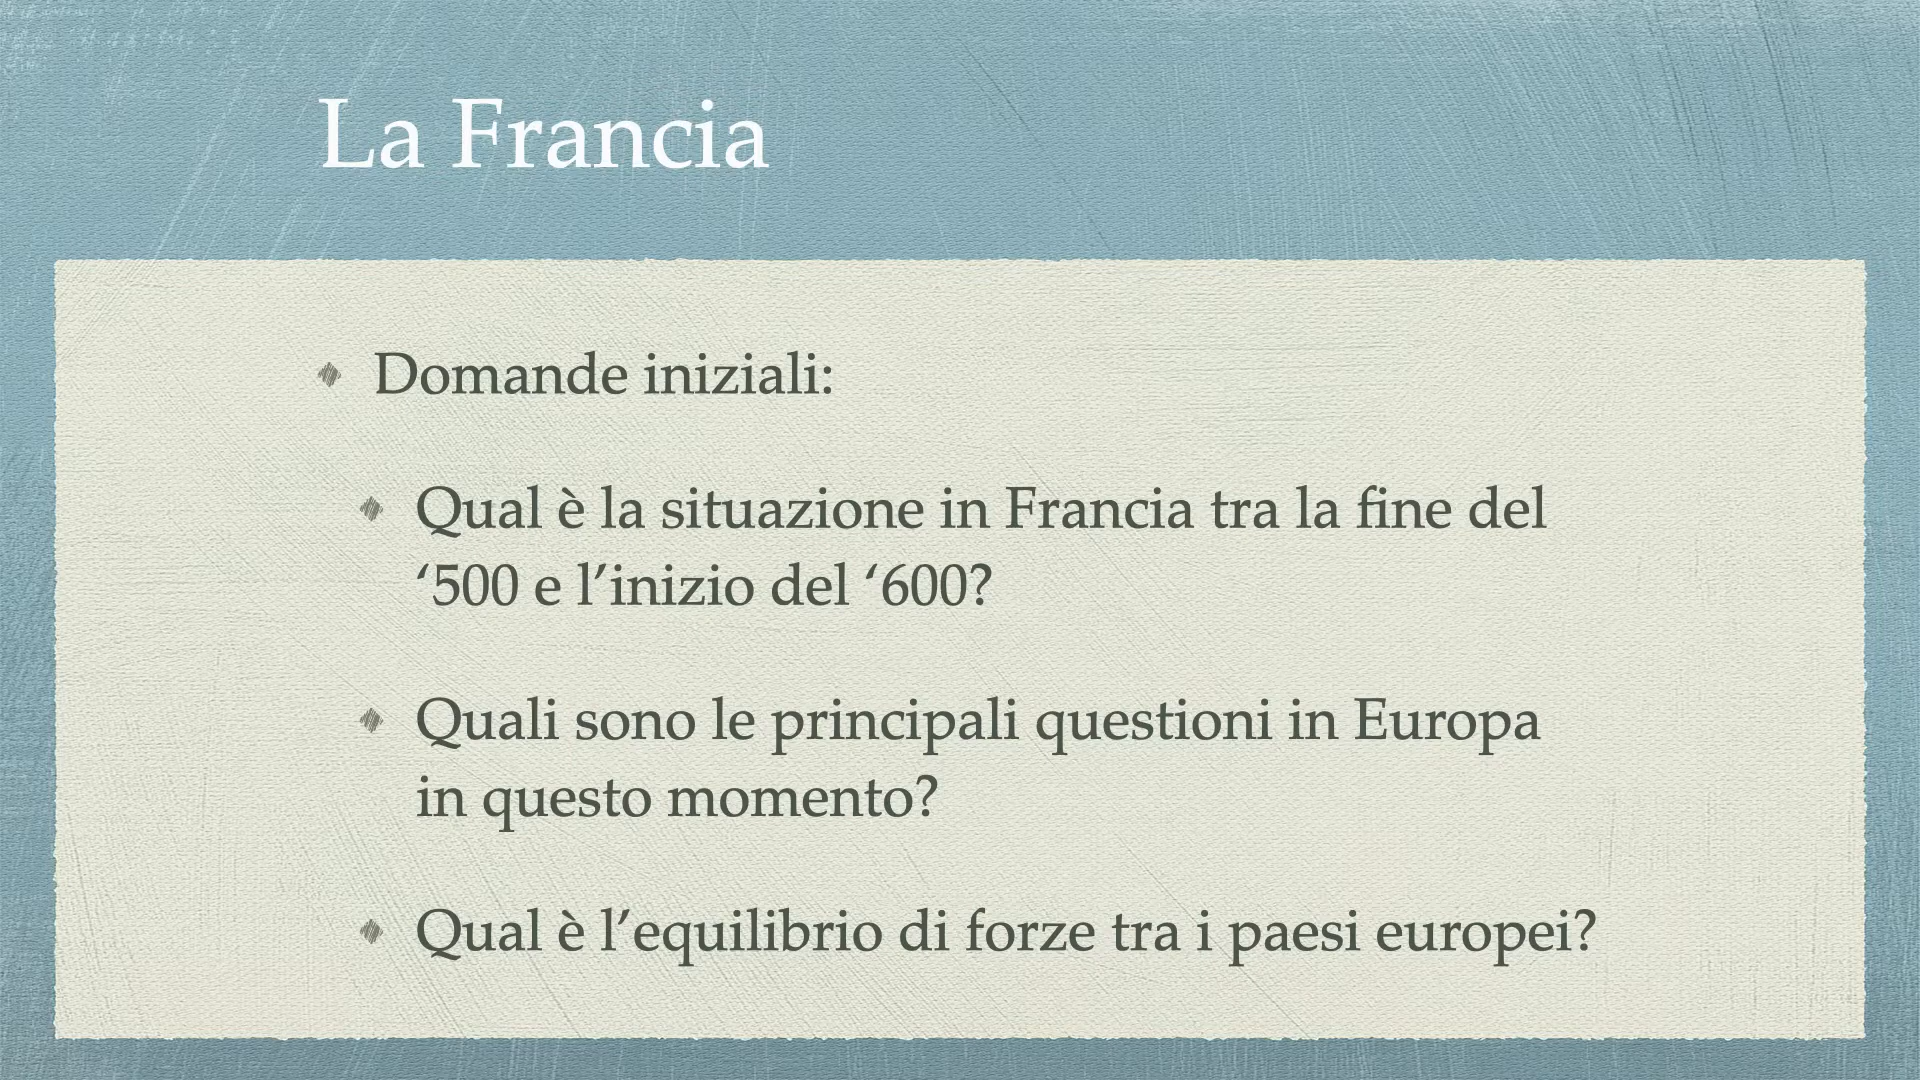 La Francia
Domande iniziali:
Qual è la situazione in Francia tra la fine del
‘500 e l’inizio del ‘600?
Quali sono le principali questioni in Europa
in questo momento?
Qual è l’equilibrio di forze tra i paesi europei?